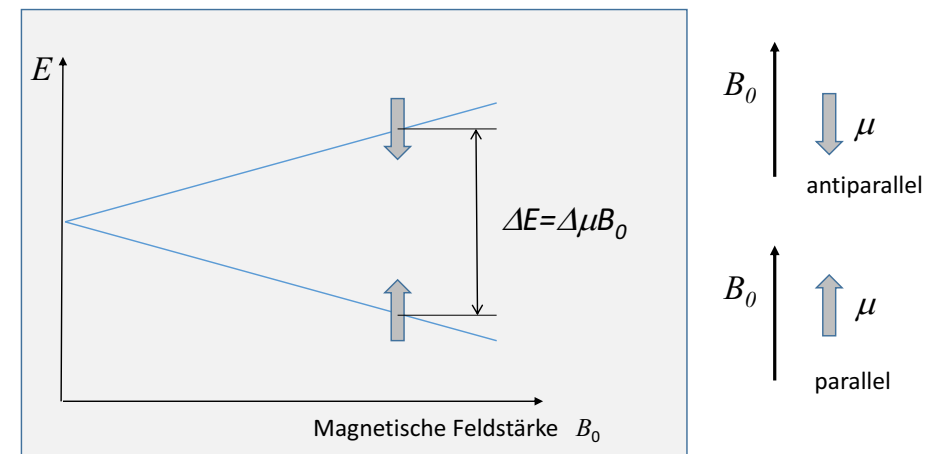 E
ΔE=ΔμB₀
Magnetische Feldstärke B₀
B₀
μ
antiparallel
B₀
μ
parallel